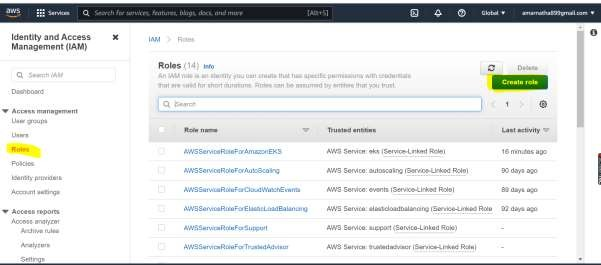 aws
Services
Search for services, features, blogs, docs, and more
[Alt+S]
Global
amarnatha89@gmail.com
Identity and Access
Management (IAM)
Search IAM
Dashboard
Access management
User groups
Users
Roles
Policies
Identity providers
Account settings
Access reports
Access analyzer
Archive rules
Analyzers
Settings
IAM > Roles
Roles (14) Info
An IAM role is an identity you can create that has specific permissions with credentials
that are valid for short durations. Roles can be assumed by entities that you trust.
Delete
Create role
Search
1
Role name Trusted entities Last activity
AWSServiceRoleForAmazonEKS AWS Service: eks (Service-Linked Role) 16 minutes ago
AWSServiceRoleForAutoScaling AWS Service: autoscaling (Service-Linked Role) 90 days ago
AWSServiceRoleForCloudWatchEvents AWS Service: events (Service-Linked Role) 89 days ago
AWSServiceRoleForElasticLoadBalancing AWS Service: elasticloadbalancing (Service-Linked Role 92 days ago
AWSServiceRoleForSupport AWS Service: support (Service-Linked Role) -
AWSServiceRoleForTrustedAdvisor AWS Service: trustedadvisor (Service-Linked Role) -